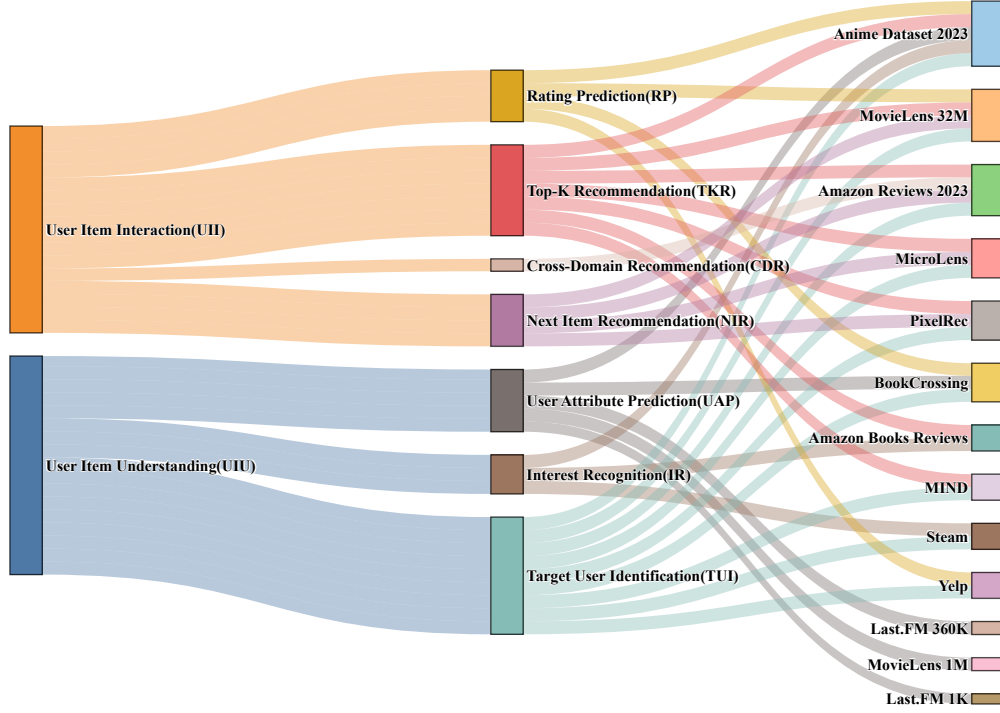 User Item Interaction(UII)
User Item Understanding(UIU)
Rating Prediction(RP)
Top-K Recommendation(TKR)
Cross-Domain Recommendation(CDR)
Next Item Recommendation(NIR)
User Attribute Prediction(UAP)
Interest Recognition(IR)
Target User Identification(TUI)
Anime Dataset 2023
MovieLens 32M
Amazon Reviews 2023
MicroLens
PixelRec
BookCrossing
Amazon Books Reviews
MIND
Steam
Yelp
Last.FM 360K
MovieLens 1M
Last.FM 1K